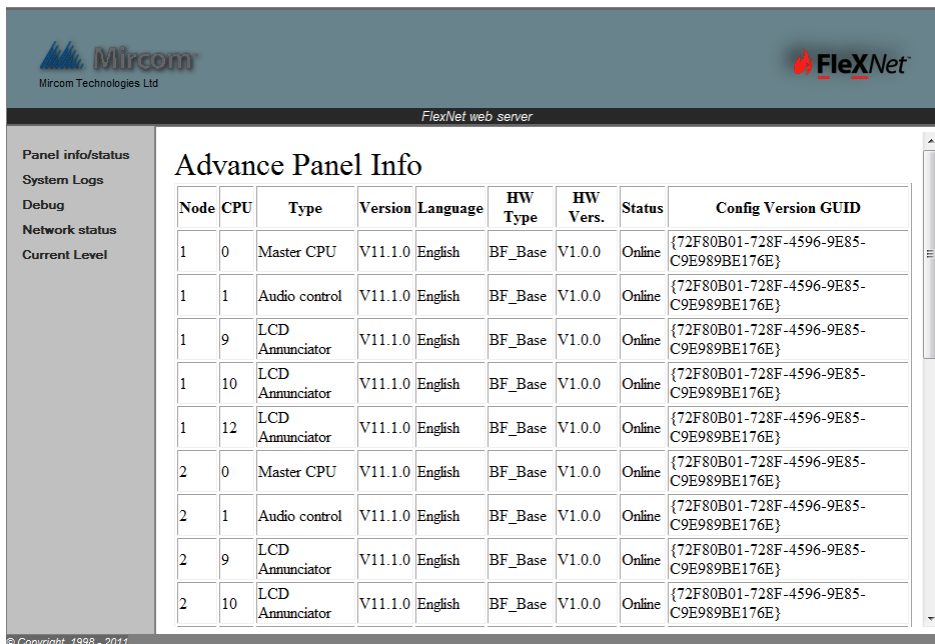 Mircom
Mircom Technologies Ltd
FleXNet
FlexNet web server
Panel info/status
System Logs
Debug
Network status
Current Level
Advance Panel Info
Node CPU Type Version Language HW Type HW Vers. Status Config Version GUID
1 0 Master CPU V11.1.0 English BF_Base V1.0.0 Online {72F80B01-728F-4596-9E85-
C9E989BE176E}
1 1 Audio control V11.1.0 English BF_Base V1.0.0 Online {72F80B01-728F-4596-9E85-
C9E989BE176E}
1 9 LCD Annunciator V11.1.0 English BF_Base V1.0.0 Online {72F80B01-728F-4596-9E85-
C9E989BE176E}
1 10 LCD Annunciator V11.1.0 English BF_Base V1.0.0 Online {72F80B01-728F-4596-9E85-
C9E989BE176E}
1 12 LCD Annunciator V11.1.0 English BF_Base V1.0.0 Online {72F80B01-728F-4596-9E85-
C9E989BE176E}
2 0 Master CPU V11.1.0 English BF_Base V1.0.0 Online {72F80B01-728F-4596-9E85-
C9E989BE176E}
2 1 Audio control V11.1.0 English BF_Base V1.0.0 Online {72F80B01-728F-4596-9E85-
C9E989BE176E}
2 9 LCD Annunciator V11.1.0 English BF_Base V1.0.0 Online {72F80B01-728F-4596-9E85-
C9E989BE176E}
2 10 LCD Annunciator V11.1.0 English BF_Base V1.0.0 Online {72F80B01-728F-4596-9E85-
C9E989BE176E}
© Copyright, 1998 - 2011